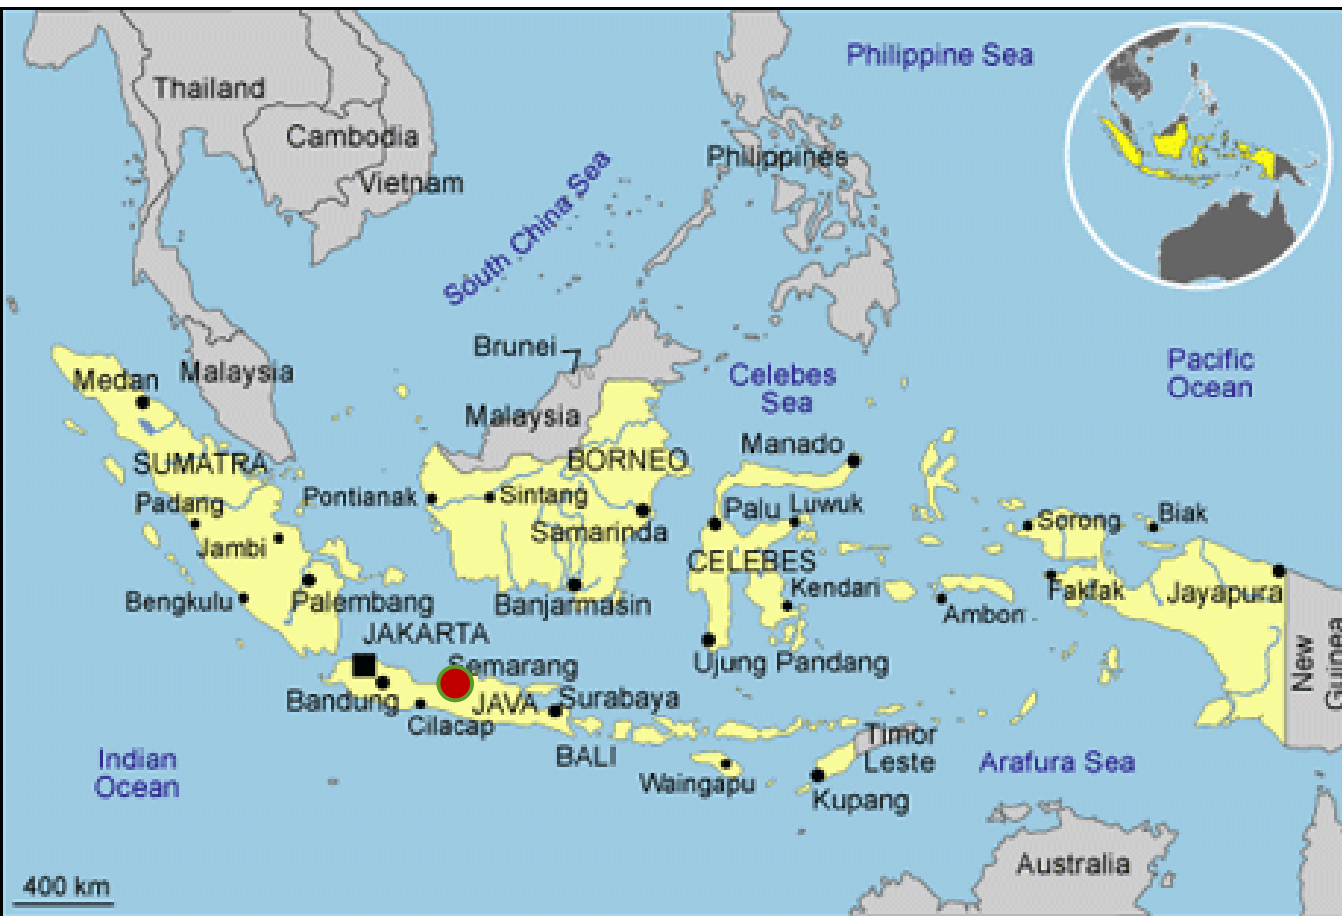 Philippine Sea
Thailand
Cambodia
Vietnam
Philippines
South China Sea
Brunei
Malaysia
Medan
Malaysia
Celebes
Sea
Pacific
Ocean
Manado
SUMATRA
BORNEO
Padang
Pontianak
Sintang
Palu
Luwuk
Sorong
Biak
Jambi
Samarinda
CELEBES
Kendari
Fakfak
Jayapura
Bengkulu
Palembang
Banjarmasin
Ambon
JAKARTA
Semarang
Ujung Pandang
New
Guinea
Bandung
JAVA
Surabaya
Cilacap
BALI
Timor
Leste
Indian
Ocean
Waingapu
Kupang
Arafura Sea
Australia
400 km